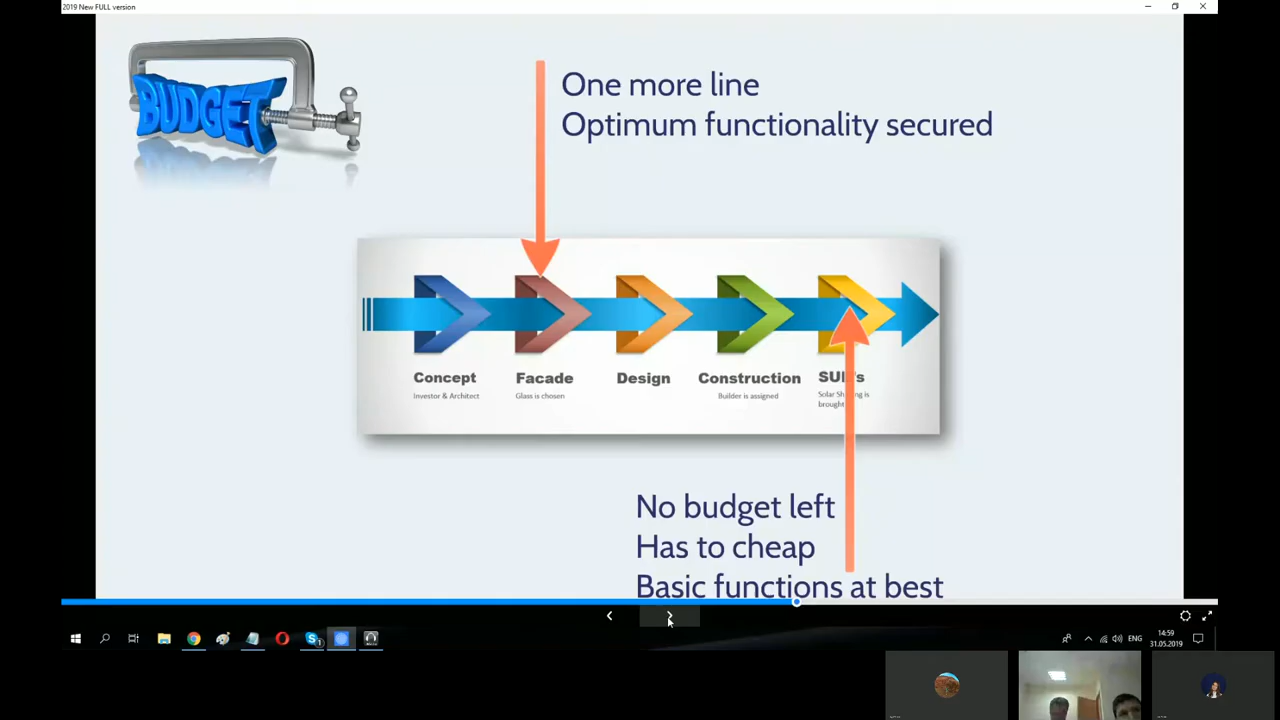 2019 New FULL version
BUDGET
One more line
Optimum functionality secured
Concept
Investor & Architect
Facade
Glass is chosen
Design
Construction
Builder is assigned
Solar
brought
No budget left
Has to cheap
Basic functions at best
ENG
14:59
31.05.2019